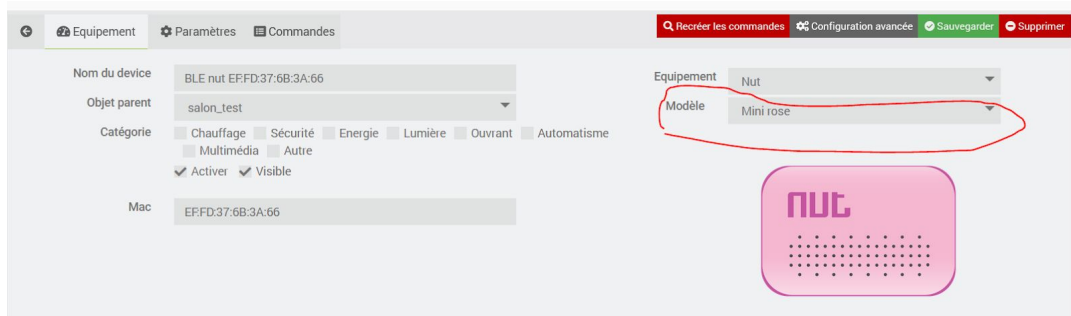 Equipement Paramètres Commandes Recréer les commandes Configuration avancée Sauvegarder Supprimer
Nom du device BLE nut EF:FD:37:6B:3A:66
Objet parent salon_test
Catégorie Chauffage Sécurité Energie Lumière Ouvrant Automatisme
Multimédia Autre
Activer Visible
Mac EF:FD:37:6B:3A:66
Equipement Nut
Modèle Mini rose
nut